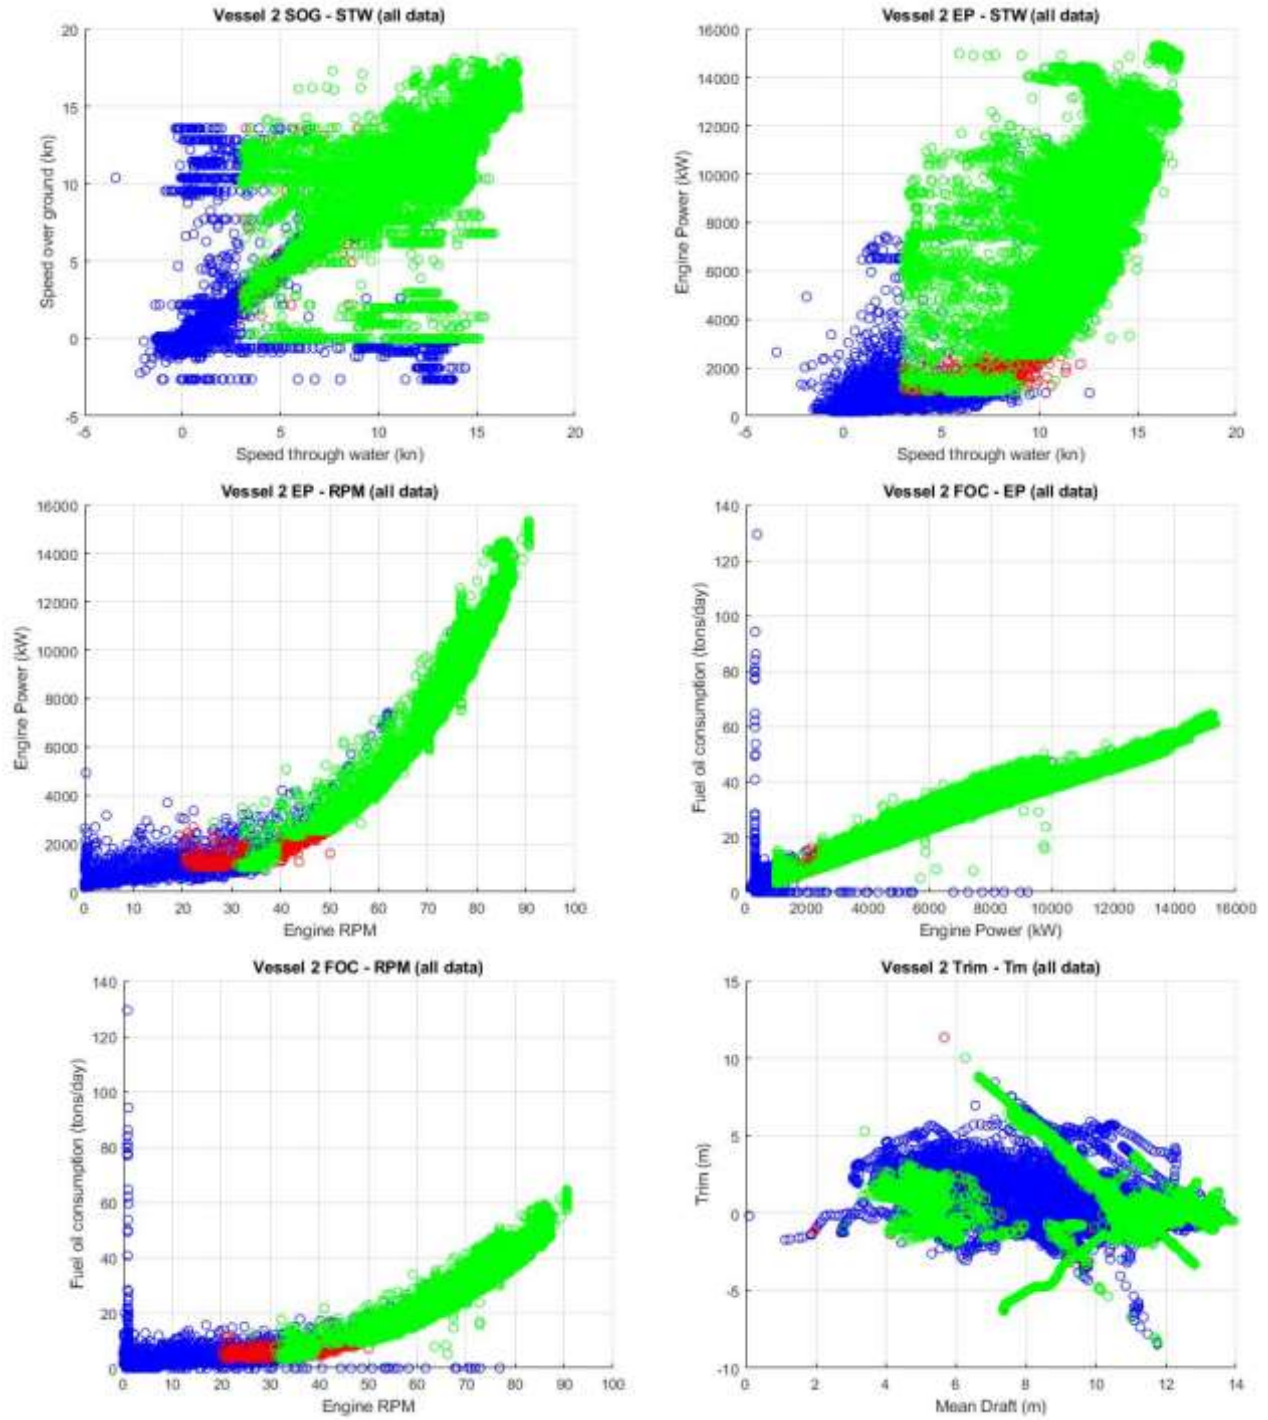 Vessel 2 SOG - STW (all data)
Speed over ground (kn)
20
15
10
5
0
-5
-5 0 5 10 15 20
Speed through water (kn)
Vessel 2 EP - STW (all data)
Engine Power (kW)
16000
14000
12000
10000
8000
6000
4000
2000
0
-5 0 5 10 15 20
Speed through water (kn)
Vessel 2 EP - RPM (all data)
Engine Power (kW)
16000
14000
12000
10000
8000
6000
4000
2000
0
0 10 20 30 40 50 60 70 80 90 100
Engine RPM
Vessel 2 FOC - EP (all data)
Fuel oil consumption (tons/day)
140
120
100
80
60
40
20
0
0 2000 4000 6000 8000 10000 12000 14000 16000
Engine Power (kW)
Vessel 2 FOC - RPM (all data)
Fuel oil consumption (tons/day)
140
120
100
80
60
40
20
0
0 10 20 30 40 50 60 70 80 90 100
Engine RPM
Vessel 2 Trim - Tm (all data)
Trim (m)
15
10
5
0
-5
-10
0 2 4 6 8 10 12 14
Mean Draft (m)